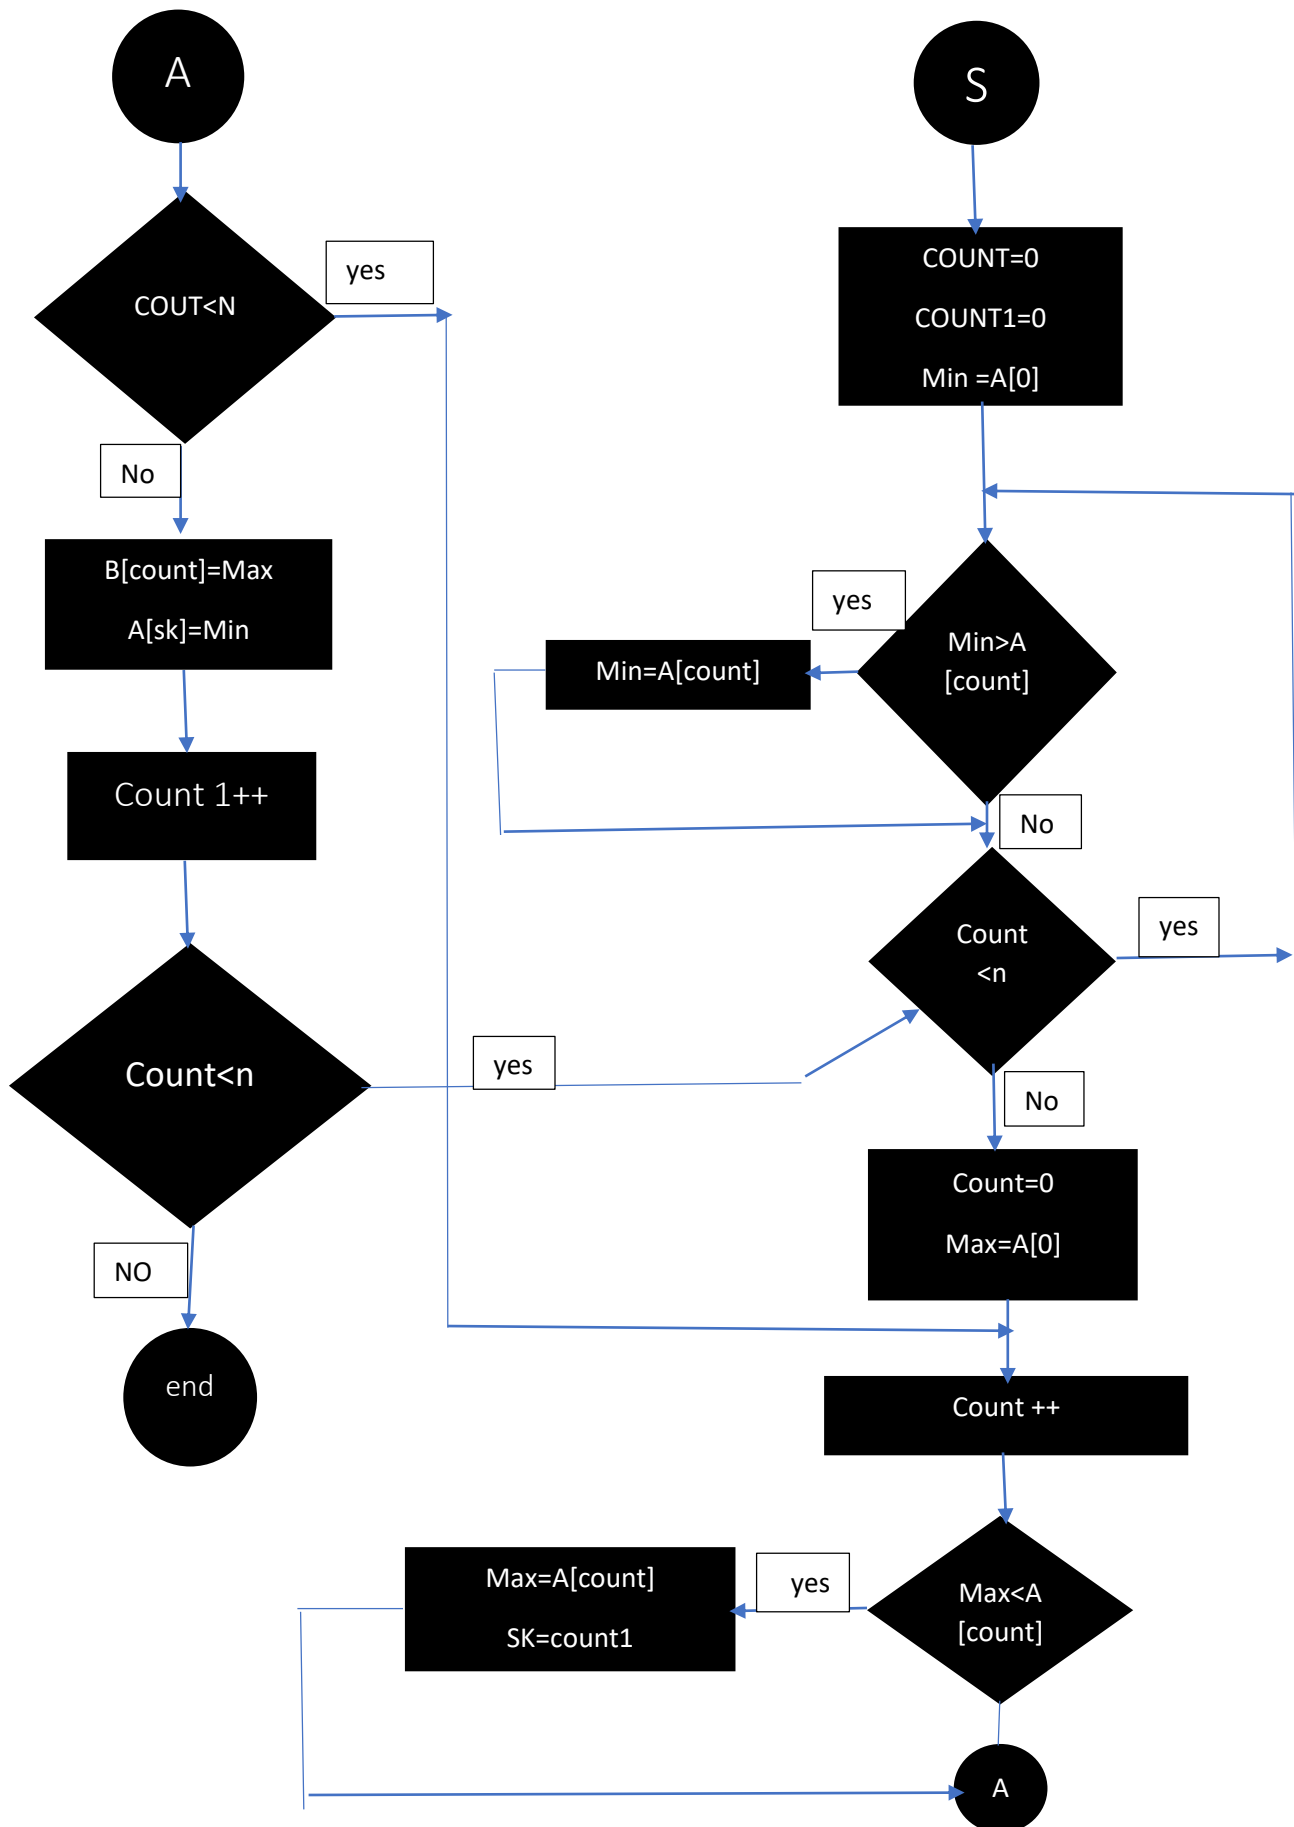 A
COUT<N
yes
No
B[count]=Max
A[sk]=Min
Count 1++
Count<n
yes
NO
end
S
COUNT=0
COUNT1=0
Min =A[0]
Min>A
[count]
yes
Min=A[count]
No
Count
<n
yes
No
Count=0
Max=A[0]
Count ++
Max<A
[count]
yes
Max=A[count]
SK=count1
A